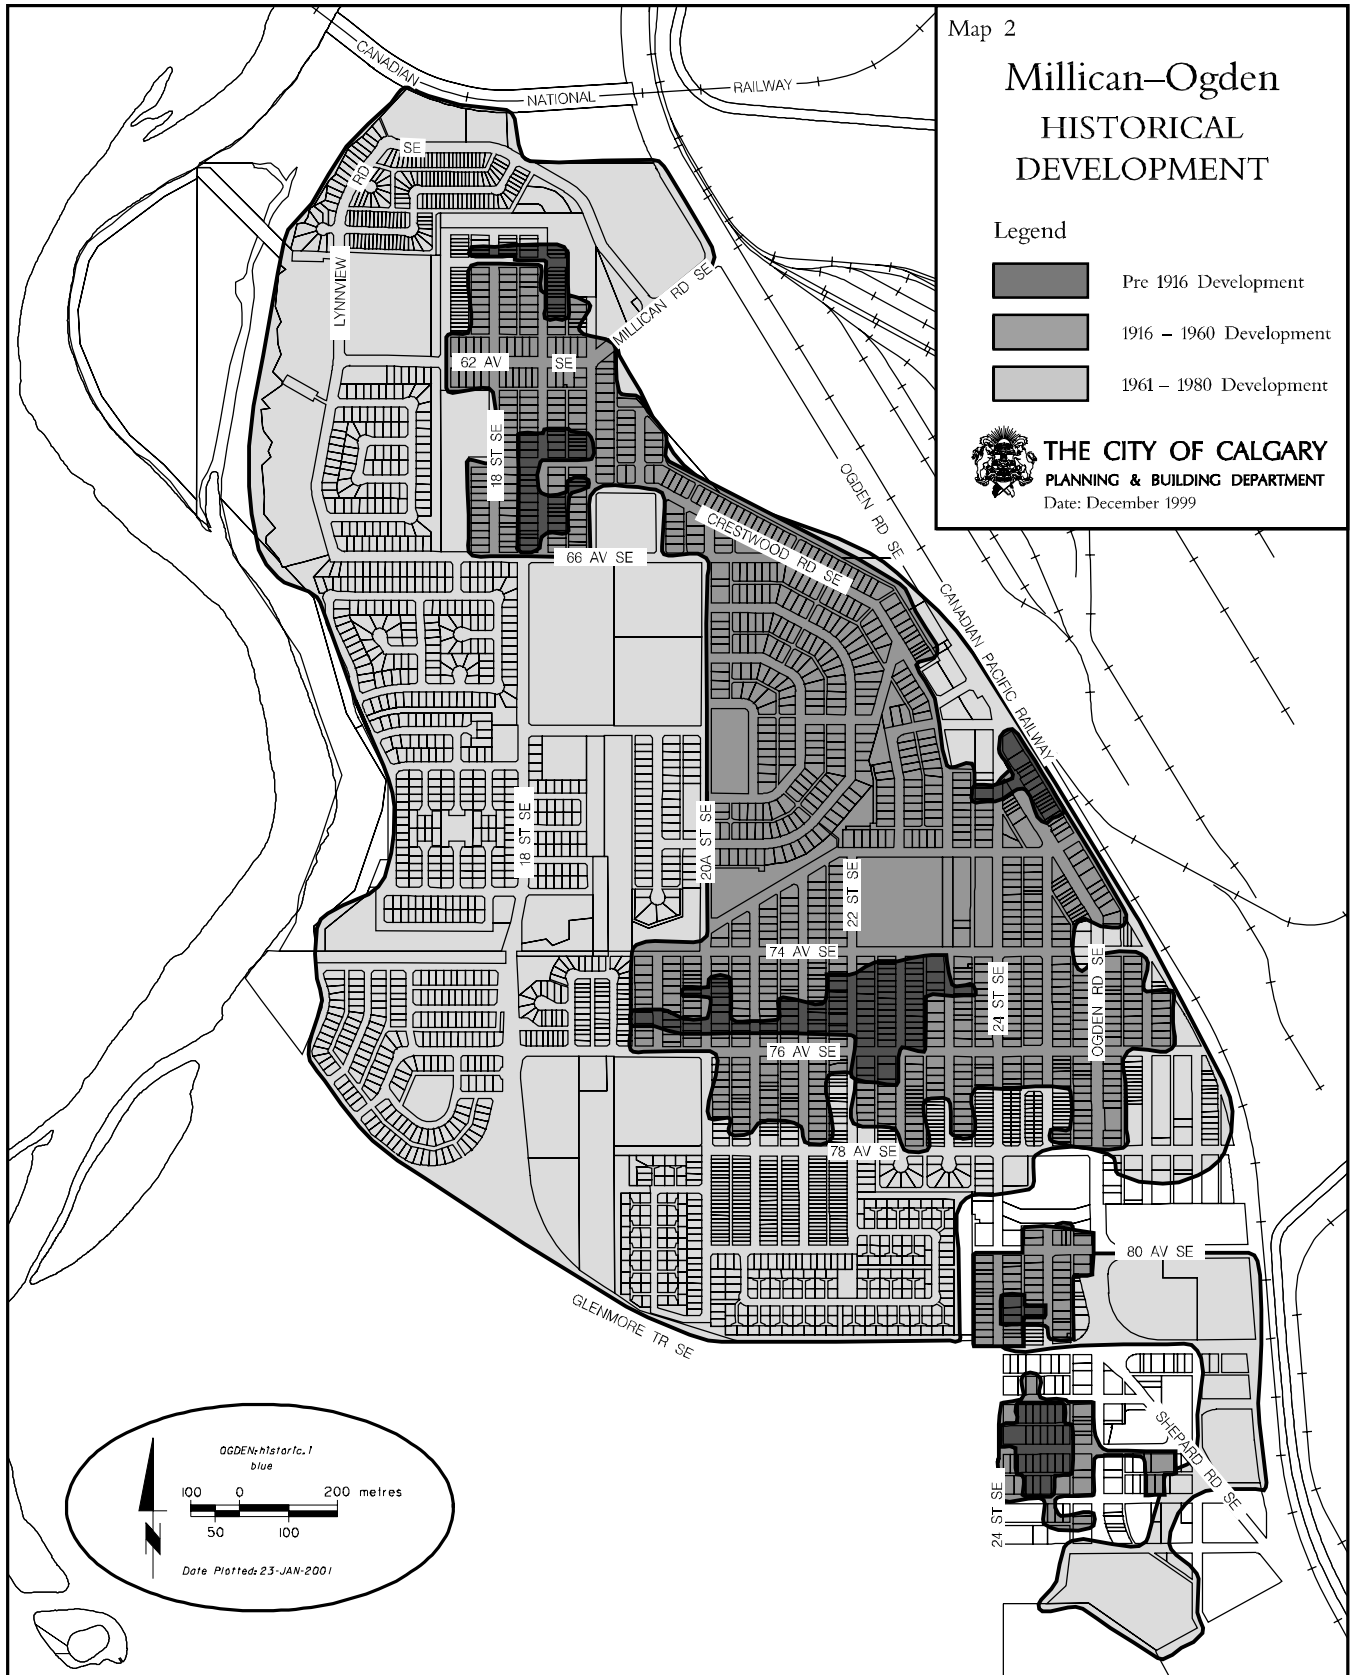 Map 2
Millican–Ogden
HISTORICAL
DEVELOPMENT
Legend
Pre 1916 Development
1916 – 1960 Development
1961 – 1980 Development
THE CITY OF CALGARY
PLANNING & BUILDING DEPARTMENT
Date: December 1999
CANADIAN
NATIONAL
RAILWAY
SE
RD
LYNNVIEW
MILLICAN RD SE
62 AV
SE
18 ST SE
OGDEN RD SE
CRESTWOOD RD SE
66 AV SE
CANADIAN PACIFIC RAILWAY
18 ST SE
20A ST SE
22 ST SE
74 AV SE
24 ST SE
OGDEN RD SE
76 AV SE
78 AV SE
80 AV SE
GLENMORE TR SE
SHEPARD RD SE
24 ST SE
OGDEN:historic.1
blue
100 0 200 metres
50 100
Date Plotted: 23-JAN-2001